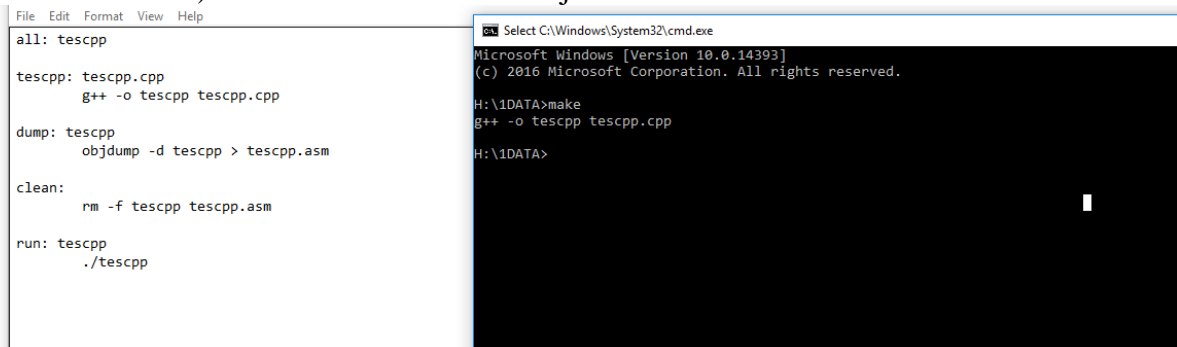 File Edit Format View Help
all: tescpp
tescpp: tescpp.cpp
g++ -o tescpp tescpp.cpp
dump: tescpp
objdump -d tescpp > tescpp.asm
clean:
rm -f tescpp tescpp.asm
run: tescpp
./tescpp
Select C:\Windows\System32\cmd.exe
Microsoft Windows [Version 10.0.14393]
(c) 2016 Microsoft Corporation. All rights reserved.
H:\1DATA>make
g++ -o tescpp tescpp.cpp
H:\1DATA>